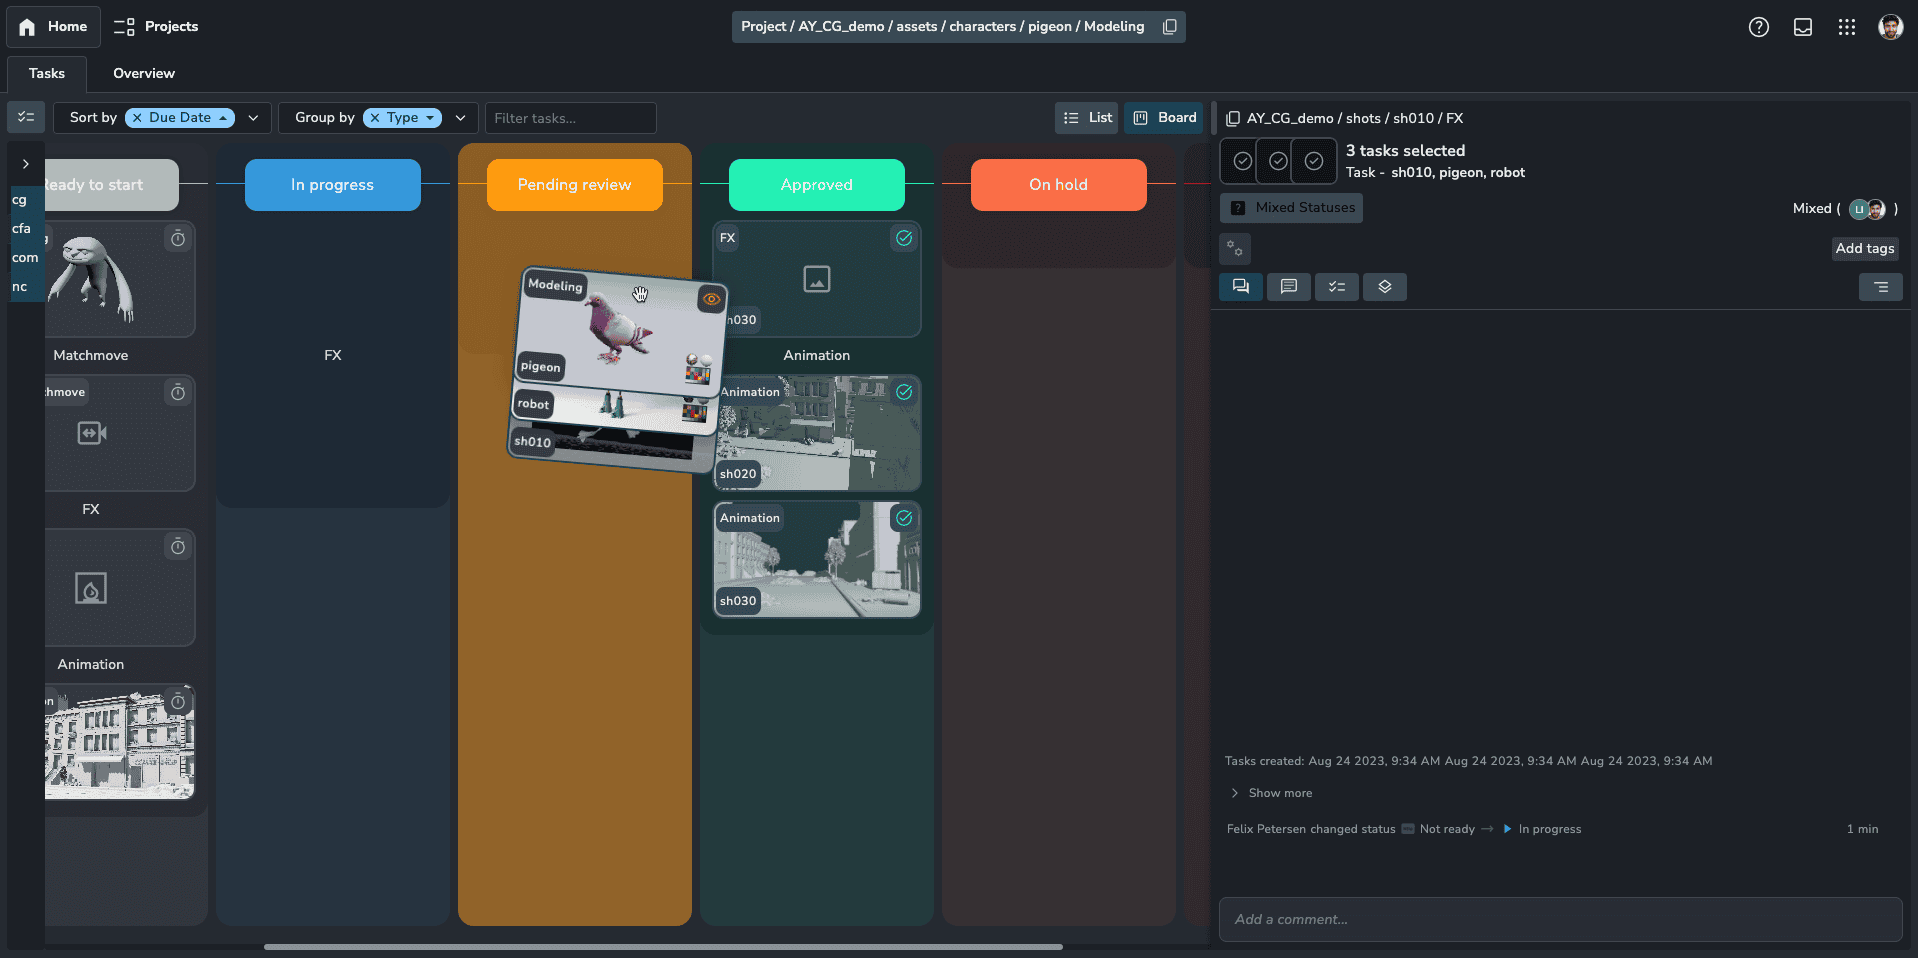 Home
Projects
Project / AY_CG_demo / assets / characters / pigeon / Modeling
Tasks
Overview
Sort by
Due Date
Group by
Type
Filter tasks...
List
Board
cg
cfa
com
nc
Ready to start
Matchmove
chmove
FX
Animation
on
In progress
FX
Pending review
Modeling
pigeon
robot
sh010
Approved
FX
sh030
Animation
Animation
sh020
Animation
sh030
On hold
AY_CG_demo / shots / sh010 / FX
3 tasks selected
Task - sh010, pigeon, robot
Mixed Statuses
Mixed ( LI )
Add tags
Tasks created: Aug 24 2023, 9:34 AM Aug 24 2023, 9:34 AM Aug 24 2023, 9:34 AM
Show more
Felix Petersen changed status Not ready → In progress
1 min
Add a comment...